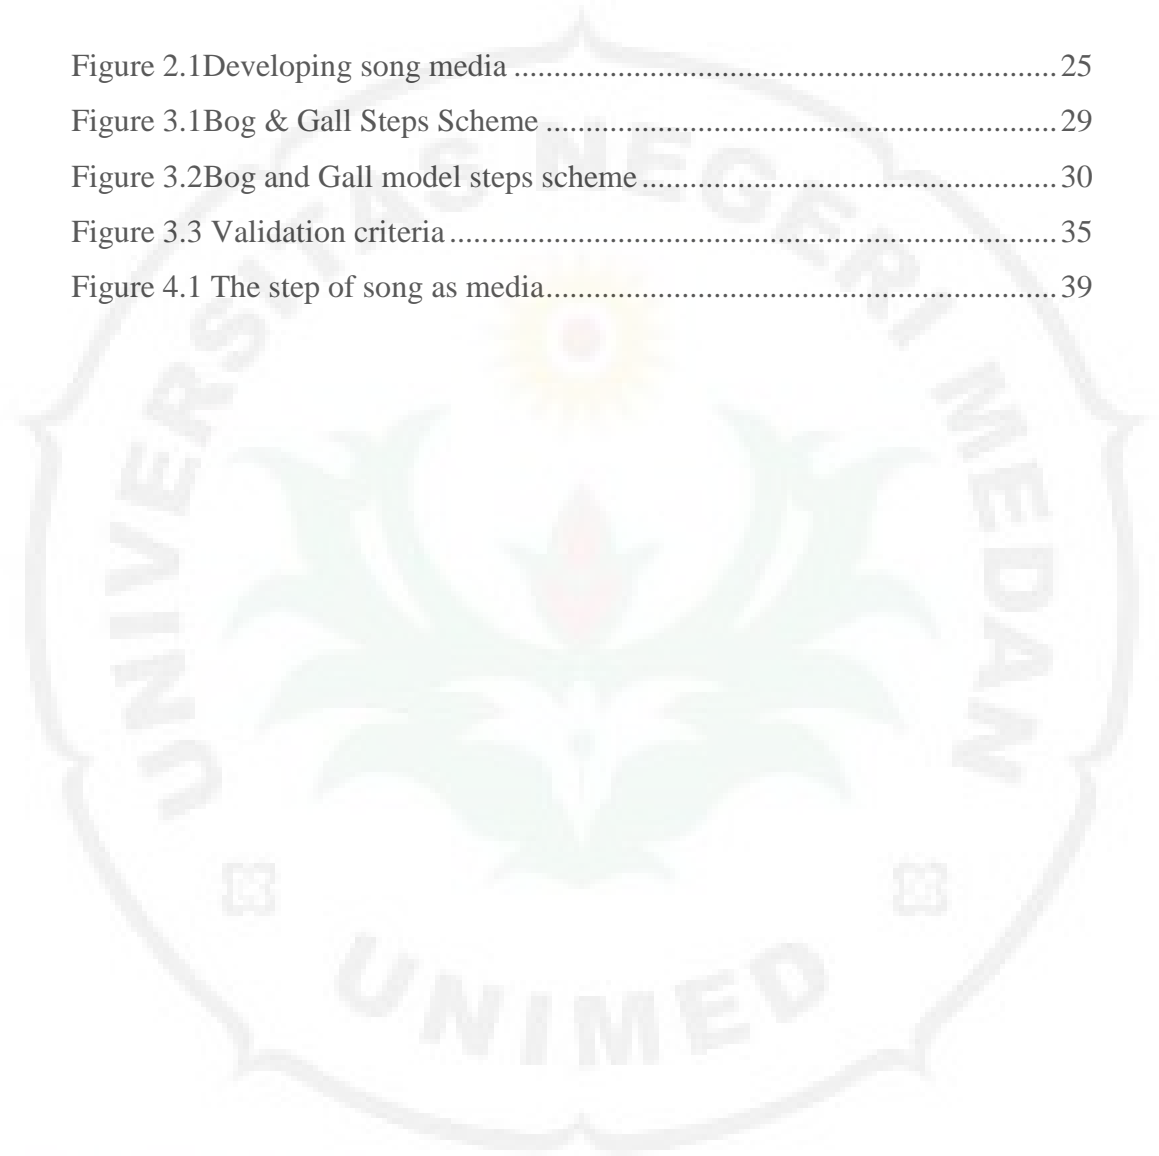 Figure 2.1Developing song media .................................................................... 25
Figure 3.1Bog & Gall Steps Scheme ................................................................ 29
Figure 3.2Bog and Gall model steps scheme .................................................... 30
Figure 3.3 Validation criteria ............................................................................ 35
Figure 4.1 The step of song as media................................................................ 39
UNIVERSITAS NEGERI MEDAN
UNIMED